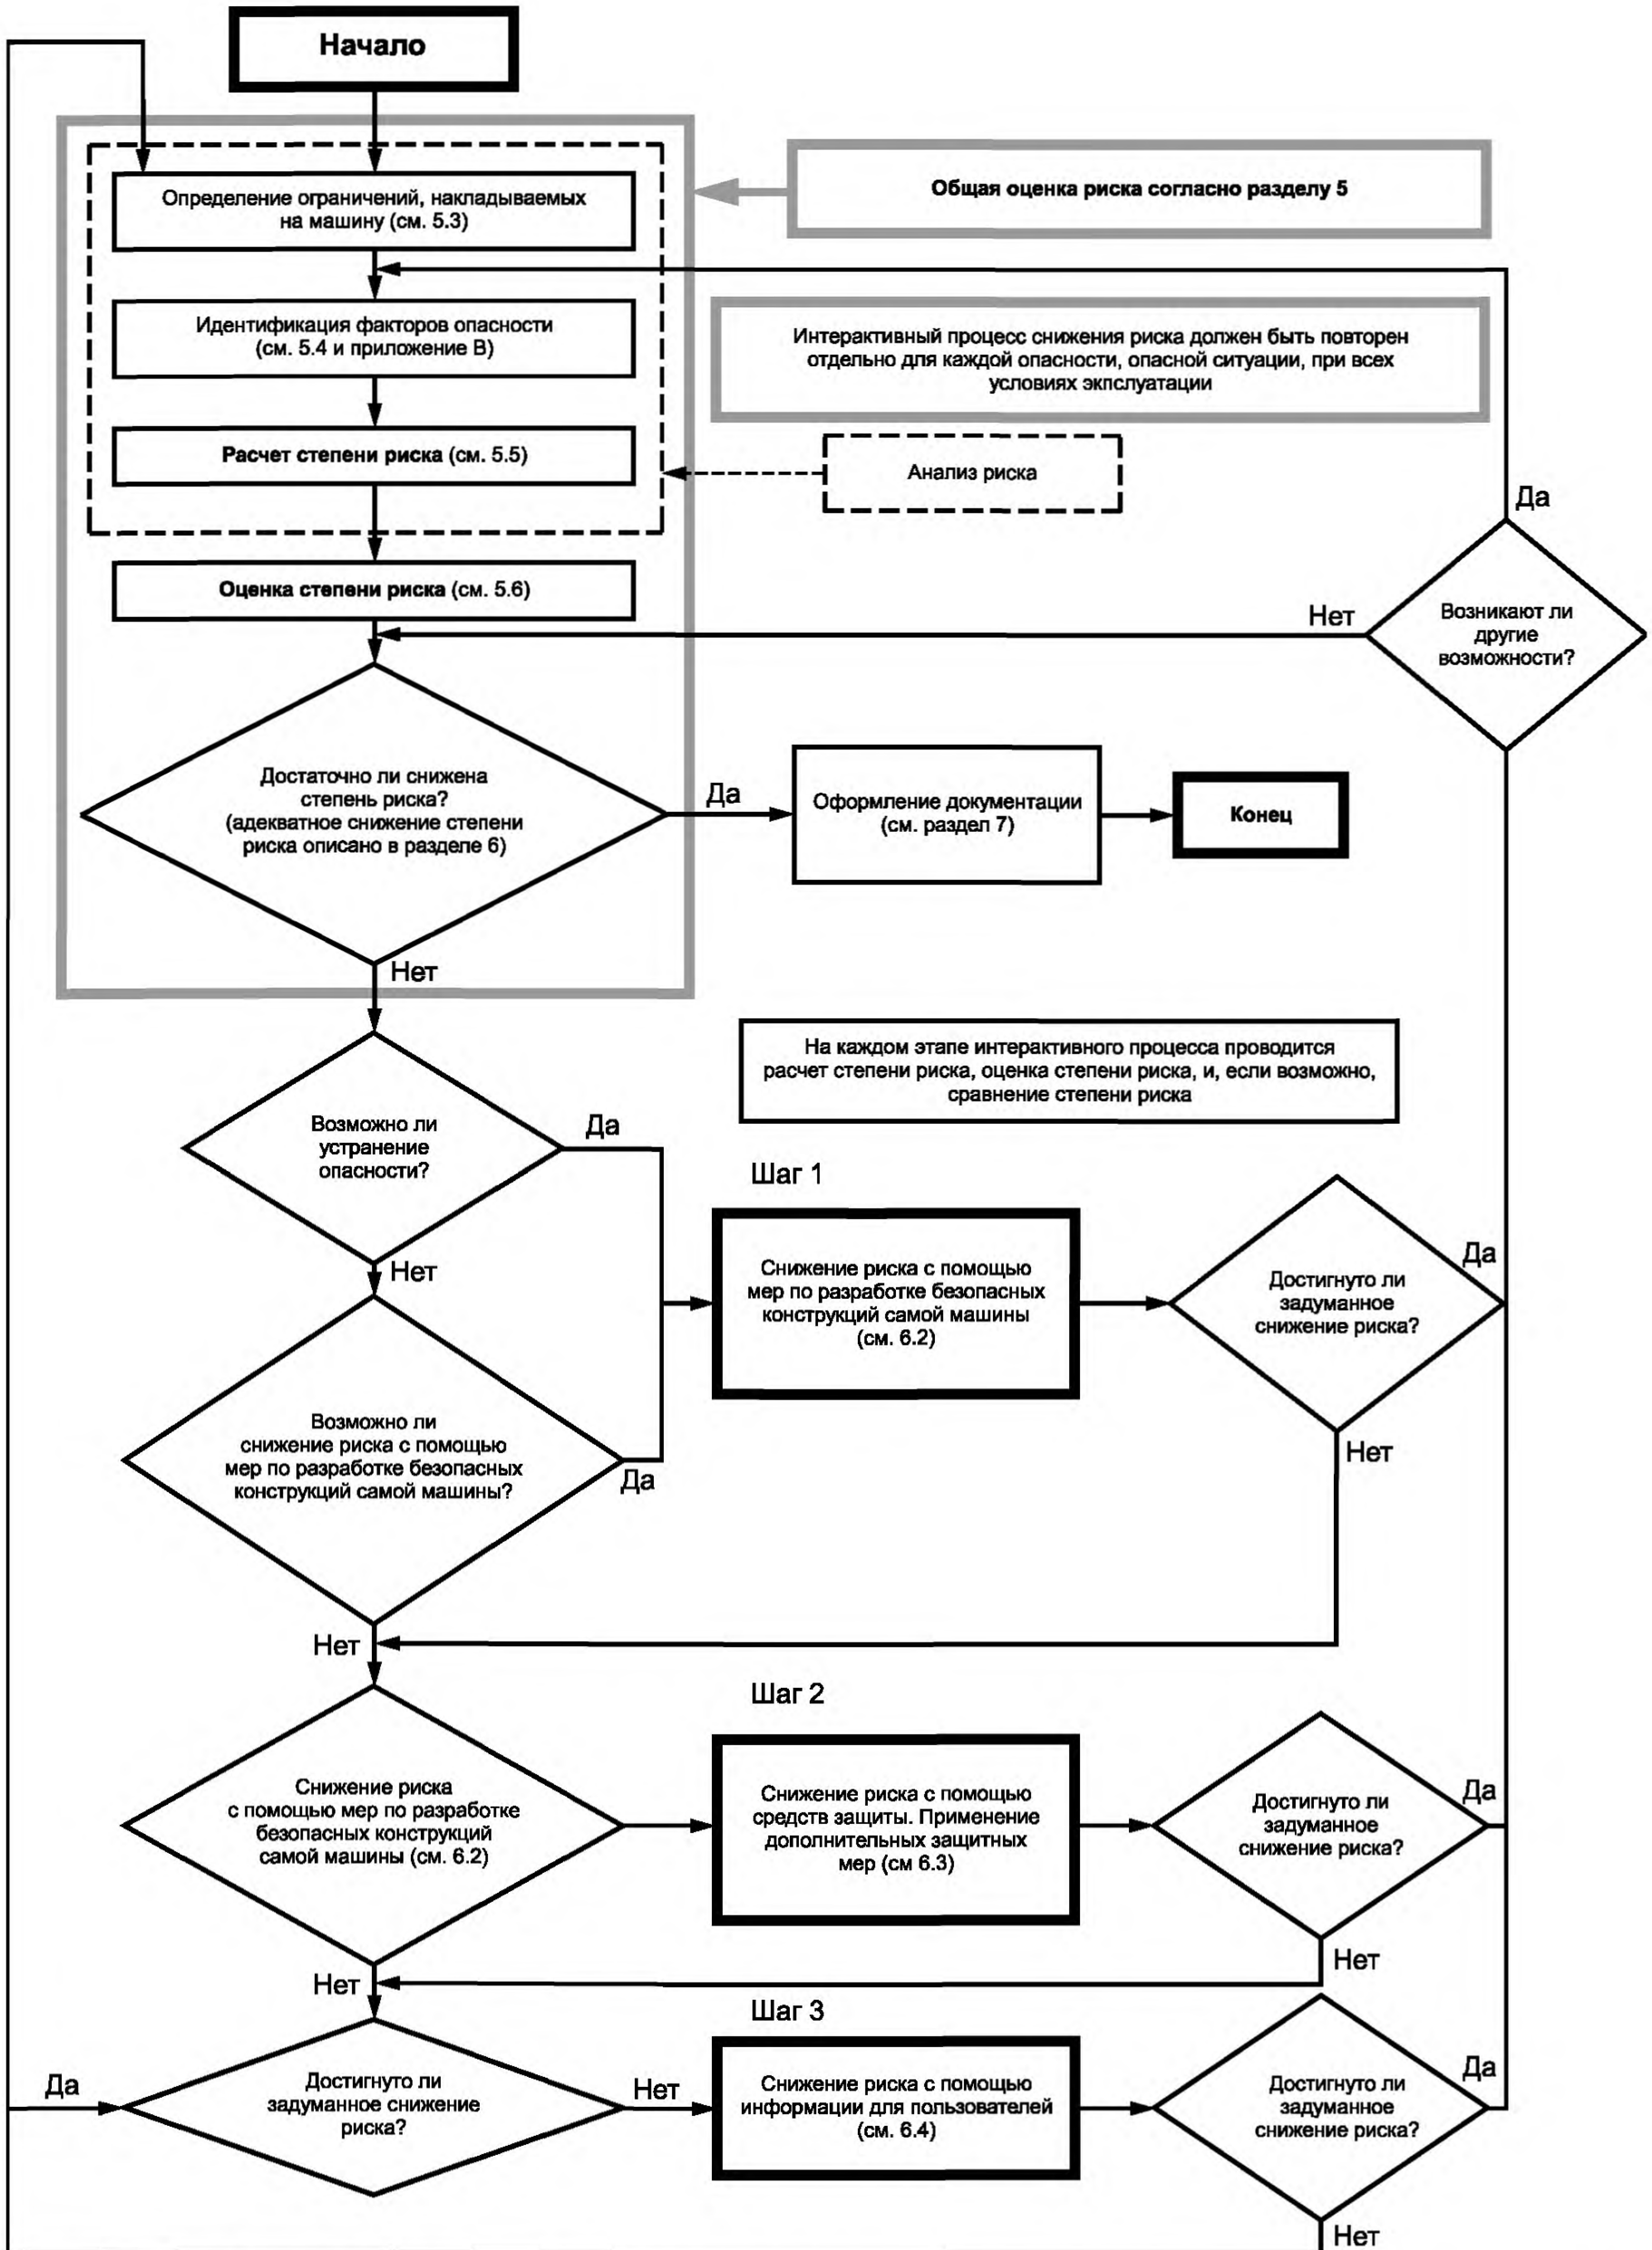 Начало
Определение ограничений, накладываемых
на машину (см. 5.3)
Общая оценка риска согласно разделу 5
Идентификация факторов опасности
(см. 5.4 и приложение В)
Интерактивный процесс снижения риска должен быть повторен
отдельно для каждой опасности, опасной ситуации, при всех
условиях экпслуатации
Расчет степени риска (см. 5.5)
Анализ риска
Да
Оценка степени риска (см. 5.6)
Нет
Возникают ли
другие
возможности?
Достаточно ли снижена
степень риска?
(адекватное снижение степени
риска описано в разделе 6)
Да
Оформление документации
(см. раздел 7)
Конец
Нет
На каждом этапе интерактивного процесса проводится
расчет степени риска, оценка степени риска, и, если возможно,
сравнение степени риска
Возможно ли
устранение
опасности?
Да
Шаг 1
Нет
Снижение риска с помощью
мер по разработке безопасных
конструкций самой машины
(см. 6.2)
Достигнуто ли
задуманное
снижение риска?
Да
Нет
Возможно ли
снижение риска с помощью
мер по разработке безопасных
конструкций самой машины?
Да
Нет
Шаг 2
Снижение риска
с помощью мер по разработке
безопасных конструкций
самой машины (см. 6.2)
Снижение риска с помощью
средств защиты. Применение
дополнительных защитных
мер (см 6.3)
Достигнуто ли
задуманное
снижение риска?
Да
Нет
Нет
Шаг 3
Да
Достигнуто ли
задуманное снижение
риска?
Нет
Снижение риска с помощью
информации для пользователей
(см. 6.4)
Достигнуто ли
задуманное
снижение риска?
Да
Нет